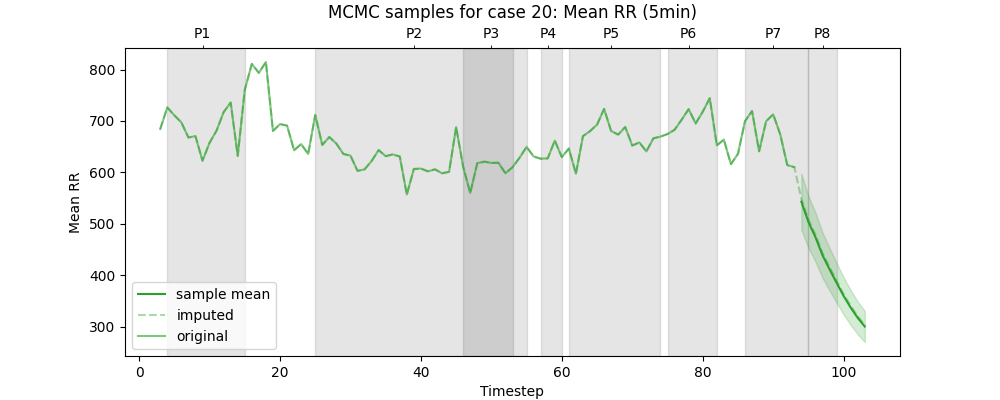 MCMC samples for case 20: Mean RR (5min)
P1 P2 P3 P4 P5 P6 P7 P8
800
700
600
500
400
300
Mean RR
sample mean
imputed
original
0 20 40 60 80 100
Timestep